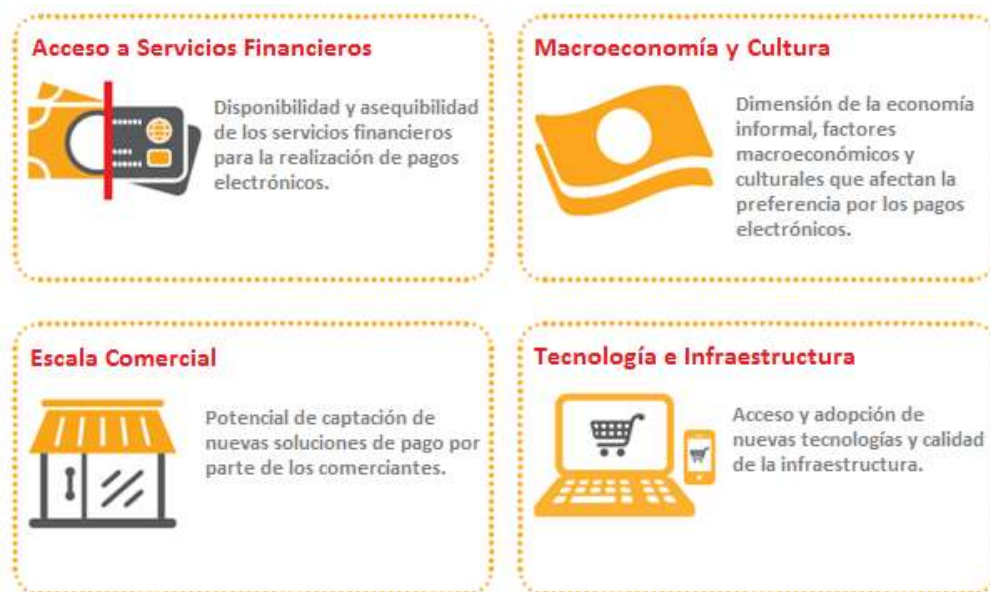 Acceso a Servicios Financieros
Disponibilidad y asequibilidad
de los servicios financieros
para la realización de pagos
electrónicos.
Macroeconomía y Cultura
Dimensión de la economía
informal, factores
macroeconómicos y
culturales que afectan la
preferencia por los pagos
electrónicos.
Escala Comercial
Potencial de captación de
nuevas soluciones de pago por
parte de los comerciantes.
Tecnología e Infraestructura
Acceso y adopción de
nuevas tecnologías y calidad
de la infraestructura.